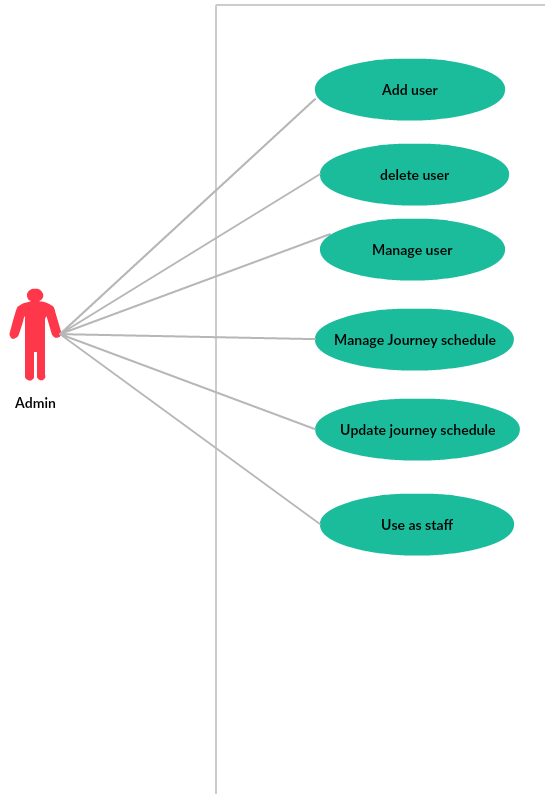 Add user
delete user
Manage user
Manage Journey schedule
Admin
Update journey schedule
Use as staff